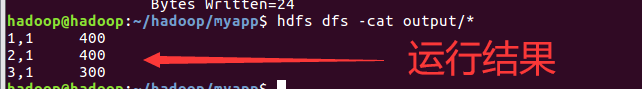 Bytes Written=24
hadoop@hadoop:~/hadoop/myapp$ hdfs dfs -cat output/*
1,1 400
2,1 400
3,1 300
运行结果
hadoop@hadoop:~/hadoop/myapp$